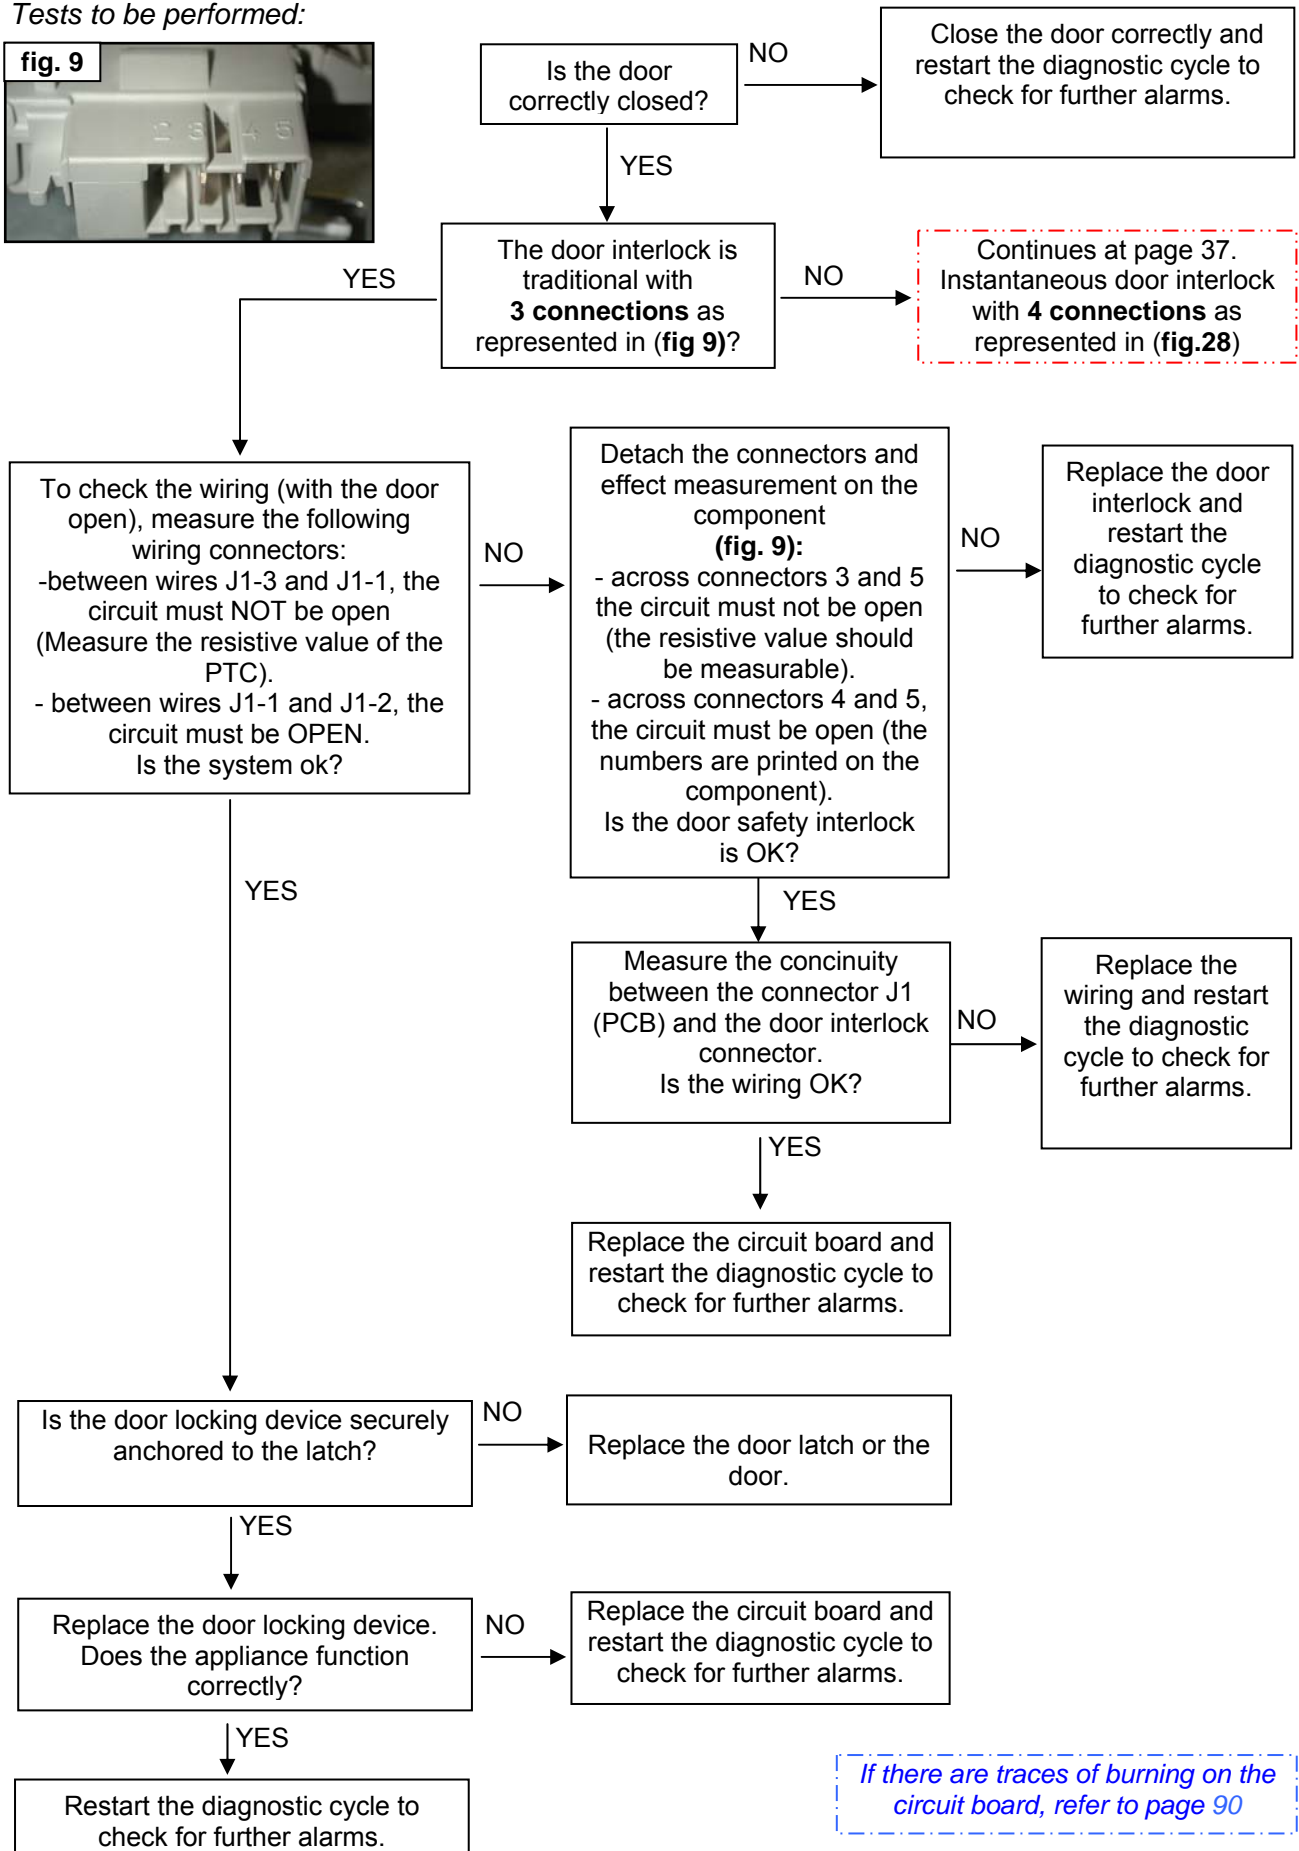 Tests to be performed:
fig. 9
2 3 4 5
Is the door
correctly closed?
NO
Close the door correctly and
restart the diagnostic cycle to
check for further alarms.
YES
The door interlock is
traditional with
3 connections as
represented in (fig 9)?
YES
NO
Continues at page 37.
Instantaneous door interlock
with 4 connections as
represented in (fig.28)
To check the wiring (with the door
open), measure the following
wiring connectors:
-between wires J1-3 and J1-1, the
circuit must NOT be open
(Measure the resistive value of the
PTC).
- between wires J1-1 and J1-2, the
circuit must be OPEN.
Is the system ok?
NO
Detach the connectors and
effect measurement on the
component
(fig. 9):
- across connectors 3 and 5
the circuit must not be open
(the resistive value should
be measurable).
- across connectors 4 and 5,
the circuit must be open (the
numbers are printed on the
component).
Is the door safety interlock
is OK?
NO
Replace the door
interlock and
restart the
diagnostic cycle
to check for
further alarms.
YES
YES
Measure the concinuity
between the connector J1
(PCB) and the door interlock
connector.
Is the wiring OK?
NO
Replace the
wiring and restart
the diagnostic
cycle to check for
further alarms.
YES
Replace the circuit board and
restart the diagnostic cycle to
check for further alarms.
Is the door locking device securely
anchored to the latch?
NO
Replace the door latch or the
door.
YES
Replace the door locking device.
Does the appliance function
correctly?
NO
Replace the circuit board and
restart the diagnostic cycle to
check for further alarms.
YES
Restart the diagnostic cycle to
check for further alarms.
If there are traces of burning on the
circuit board, refer to page 90